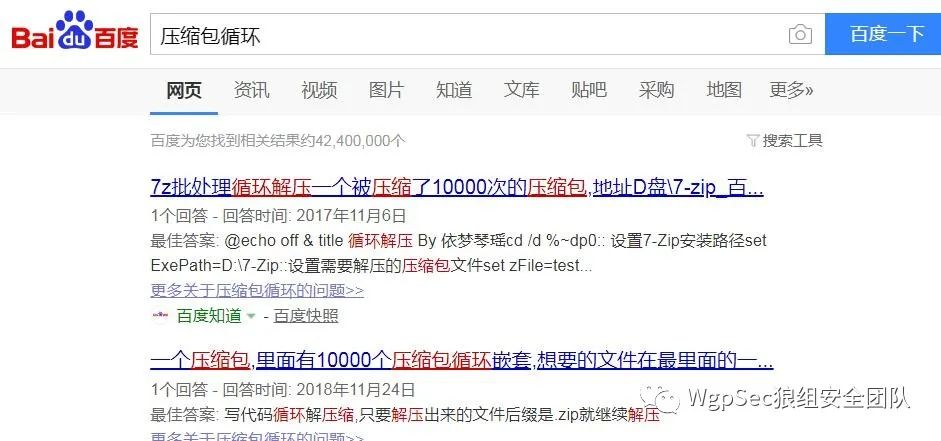 Bai du 百度 压缩包循环 百度一下
网页 资讯 视频 图片 知道 文库 贴吧 采购 地图 更多»
百度为您找到相关结果约42,400,000个 搜索工具
7z批处理循环解压一个被压缩了10000次的压缩包,地址D盘\7-zip_百...
1个回答 - 回答时间: 2017年11月6日
最佳答案: @echo off & title 循环解压 By 依梦琴瑶cd /d %~dp0:: 设置7-Zip安装路径set
ExePath=D:\7-Zip::设置需要解压的压缩包文件set zFile=test...
更多关于压缩包循环的问题>>
百度知道 - 百度快照
一个压缩包,里面有10000个压缩包循环嵌套,想要的文件在最里面的一...
1个回答 - 回答时间: 2018年11月24日
最佳答案: 写代码循环解压缩,只要解压出来的文件后缀是.zip就继续解压
WgpSec狼组安全团队
更多关于压缩包循环的问题>>